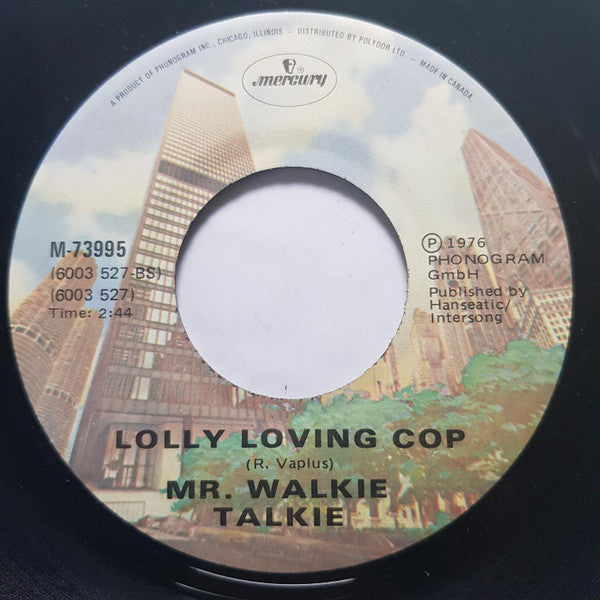 A PRODUCT OF PHONOGRAM INC., CHICAGO, ILLINOIS - DISTRIBUTED BY POLYDOR LTD. - MADE IN CANADA
mercury
M-73995
(6003 527-BS)
(6003 527)
Time: 2:44
℗ 1976
PHONOGRAM
GmbH
Published by
Hanseatic/
Intersong
LOLLY LOVING COP
(R. Vaplus)
MR. WALKIE
TALKIE